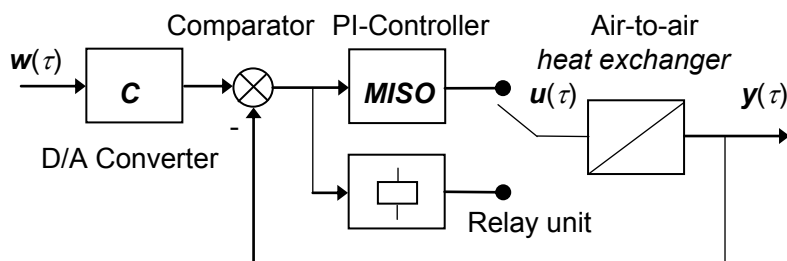 Comparator PI-Controller Air-to-air
heat exchanger
w(τ) C MISO u(τ) y(τ)
-
D/A Converter
Relay unit